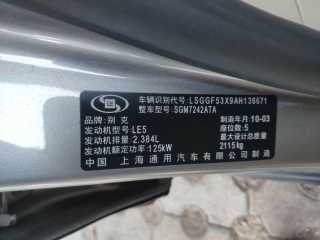 车辆识别代号: LSGGF53X9AH136671
整车型号: SGM7242ATA
品牌: 别 克
制造年月: 10-03
发动机型号: LE5
座位数: 5
发动机排量: 2.384L
最大设计总质量
发动机额定功率: 125kW
2115kg
中国 上海通用汽车有限公司 制造